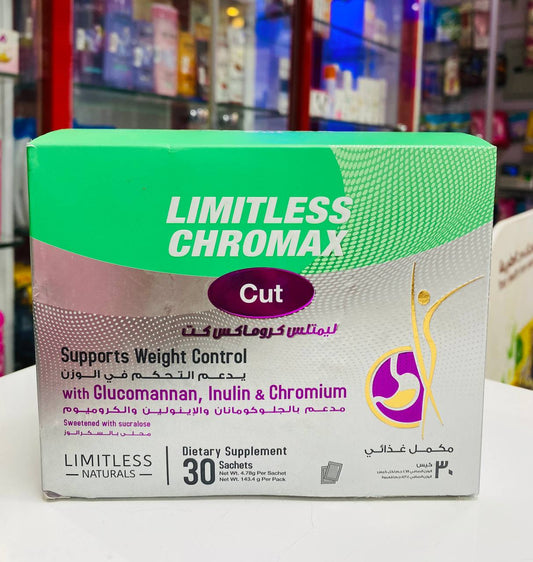 LIMITLESS
CHROMAX
Cut
ليمتلس كروماكس كت
Supports Weight Control
يدعم التحكم في الوزن
with Glucomannan, Inulin & Chromium
مدعم بالجلوكومانان والإينولين والكروميوم
Sweetened with sucralose
محلى بالسكرالوز
LIMITLESS
NATURALS
Dietary Supplement
30 Sachets
Net Wt. 4.78g Per Sachet
Net Wt. 143.4 g Per Pack
مكمل غذائي
٣٠ كيس